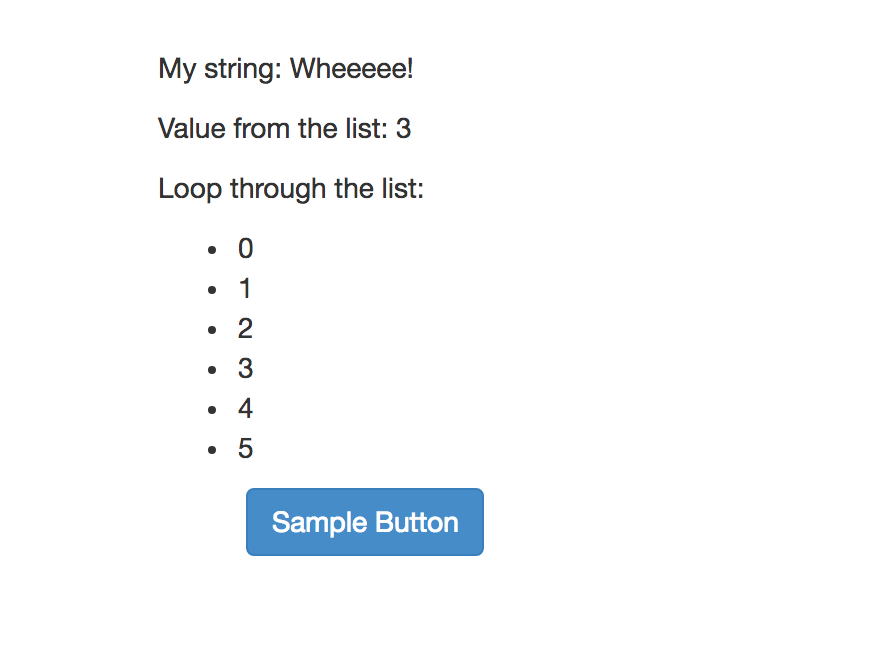 My string: Wheeeee!
Value from the list: 3
Loop through the list:
0
1
2
3
4
5
Sample Button